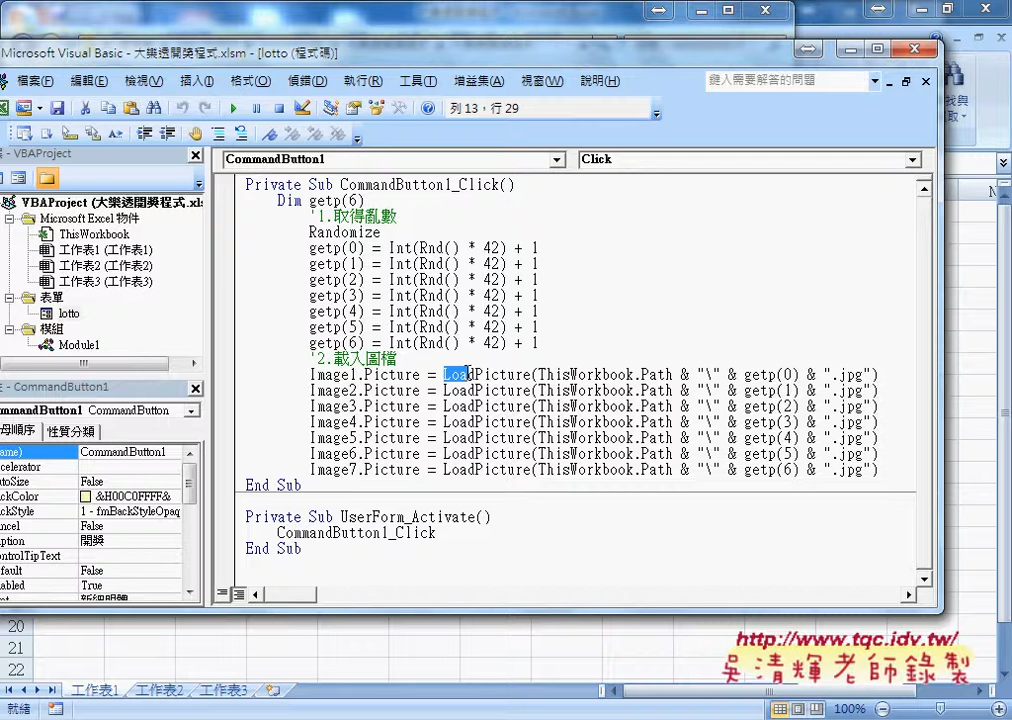 Microsoft Visual Basic - 大樂透開獎程式.xlsm - [lotto (程式碼)]
檔案(F) 編輯(E) 檢視(V) 插入(I) 格式(O) 偵錯(D) 執行(R) 工具(T) 增益集(A) 視窗(W) 說明(H) 鍵入需要解答的問題
列 13，行 29
- VBAProject
VBAProject (大樂透開獎程式.xls
Microsoft Excel 物件
ThisWorkbook
工作表1 (工作表1)
工作表2 (工作表2)
工作表3 (工作表3)
表單
lotto
模組
Module1
- CommandButton1
CommandButton
母順序 性質分類
CommandButton1
False
&H00C0FFFF&
1 - fmBackStyleOpaq
False
開獎
False
True
CommandButton1 Click
Private Sub CommandButton1_Click()
Dim getp(6)
'1.取得亂數
Randomize
getp(0) = Int(Rnd() * 42) + 1
getp(1) = Int(Rnd() * 42) + 1
getp(2) = Int(Rnd() * 42) + 1
getp(3) = Int(Rnd() * 42) + 1
getp(4) = Int(Rnd() * 42) + 1
getp(5) = Int(Rnd() * 42) + 1
getp(6) = Int(Rnd() * 42) + 1
'2.載入圖檔
Image1.Picture = LoadPicture(ThisWorkbook.Path & "\" & getp(0) & ".jpg")
Image2.Picture = LoadPicture(ThisWorkbook.Path & "\" & getp(1) & ".jpg")
Image3.Picture = LoadPicture(ThisWorkbook.Path & "\" & getp(2) & ".jpg")
Image4.Picture = LoadPicture(ThisWorkbook.Path & "\" & getp(3) & ".jpg")
Image5.Picture = LoadPicture(ThisWorkbook.Path & "\" & getp(4) & ".jpg")
Image6.Picture = LoadPicture(ThisWorkbook.Path & "\" & getp(5) & ".jpg")
Image7.Picture = LoadPicture(ThisWorkbook.Path & "\" & getp(6) & ".jpg")
End Sub
Private Sub UserForm_Activate()
CommandButton1_Click
End Sub
20
21
22
http://www.tqc.idv.tw/
吳清輝老師錄製
工作表1 工作表2 工作表3
就緒
100%